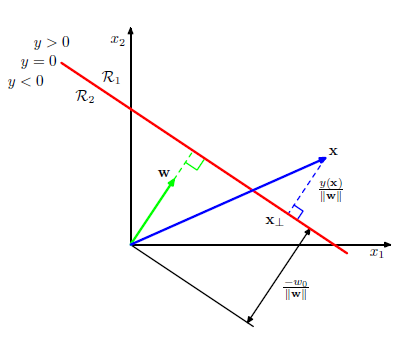 y > 0
x₂
y = 0
y < 0
ℛ₁
ℛ₂
w
x
y(x)
‖w‖
x⊥
x₁
−w₀
‖w‖